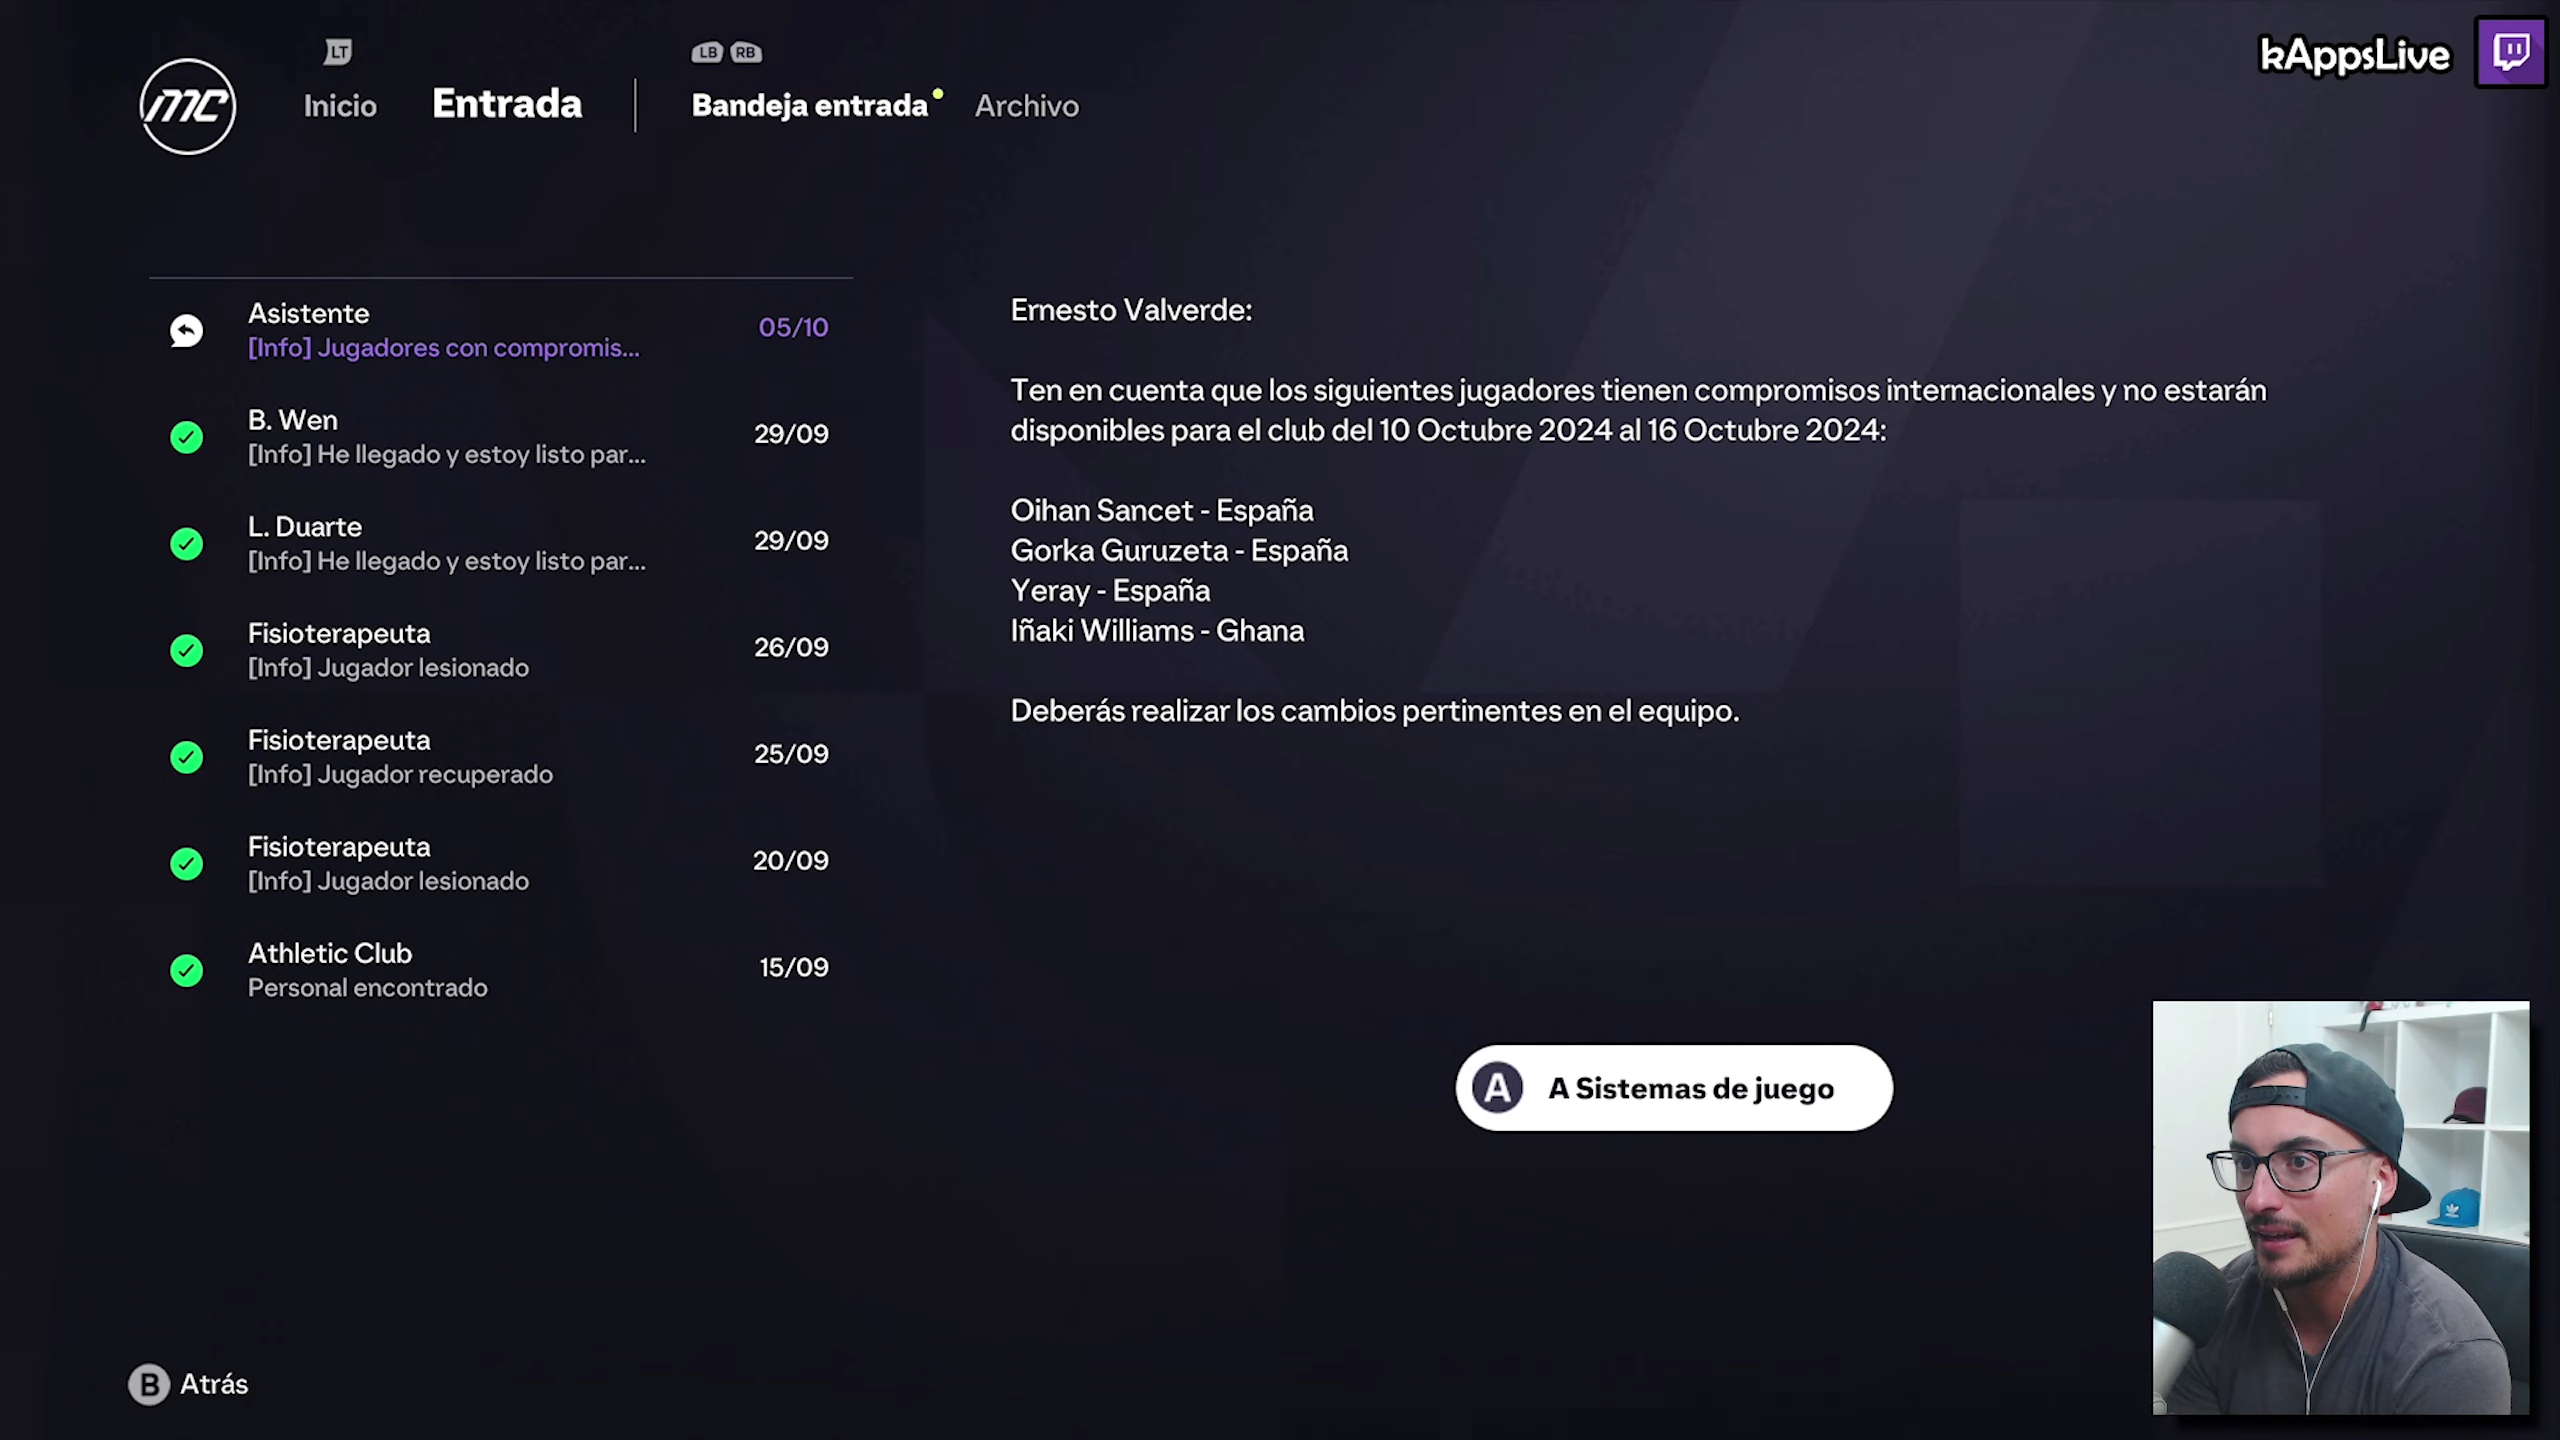 LT
LB RB
MC
Inicio
Entrada
Bandeja entrada
Archivo
kAppsLive
Asistente
05/10
[Info] Jugadores con compromis...
B. Wen
29/09
[Info] He llegado y estoy listo par...
L. Duarte
29/09
[Info] He llegado y estoy listo par...
Fisioterapeuta
26/09
[Info] Jugador lesionado
Fisioterapeuta
25/09
[Info] Jugador recuperado
Fisioterapeuta
20/09
[Info] Jugador lesionado
Athletic Club
15/09
Personal encontrado
Ernesto Valverde:
Ten en cuenta que los siguientes jugadores tienen compromisos internacionales y no estarán
disponibles para el club del 10 Octubre 2024 al 16 Octubre 2024:
Oihan Sancet - España
Gorka Guruzeta - España
Yeray - España
Iñaki Williams - Ghana
Deberás realizar los cambios pertinentes en el equipo.
A A Sistemas de juego
B Atrás